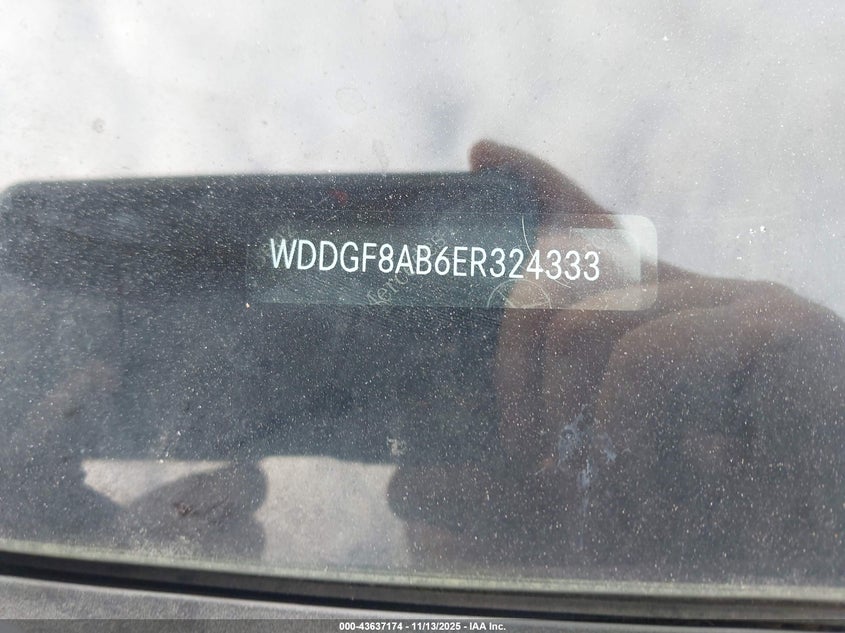 WDDGF8AB6ER324333
000-43637174 - 11/13/2025 - IAA Inc.